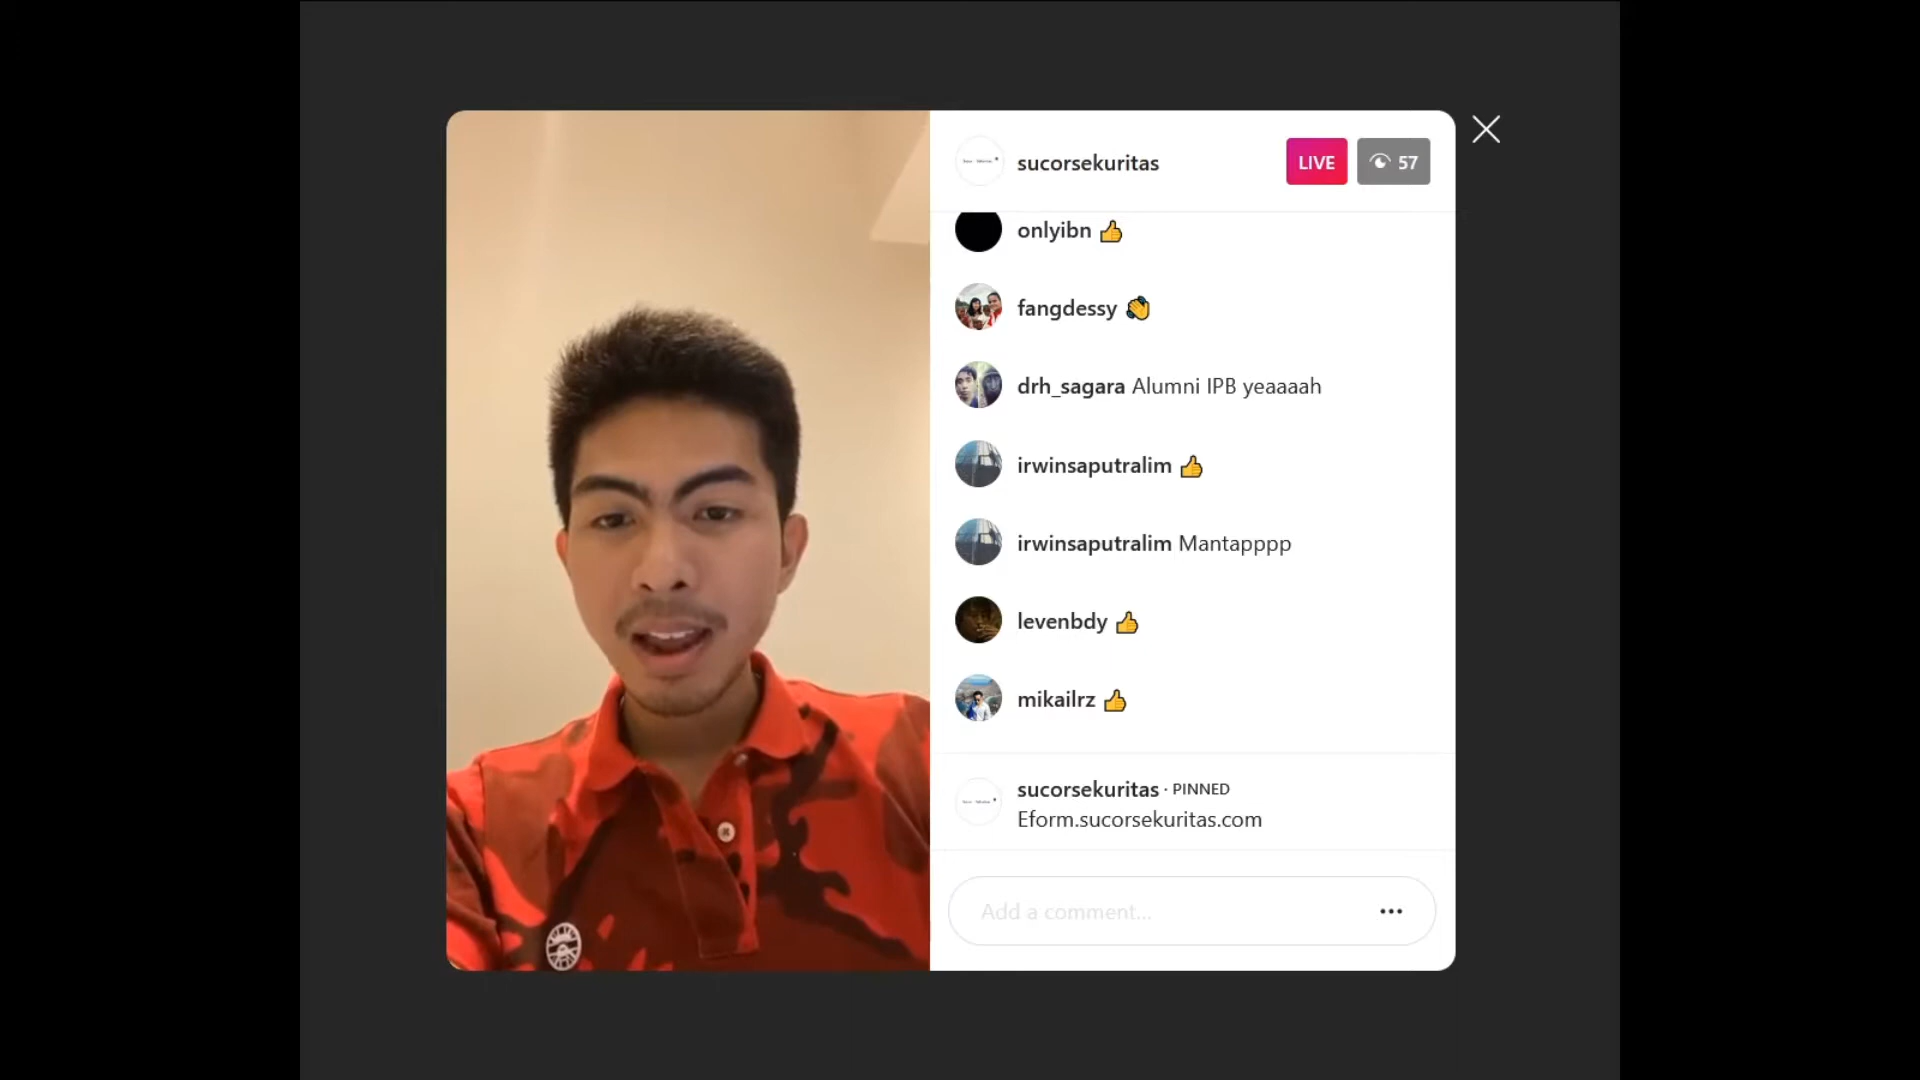 sucorsekuritas
LIVE
57
onlyibn 👍
fangdessy 👏
drh_sagara Alumni IPB yeaaaah
irwinsaputralim 👍
irwinsaputralim Mantapppp
levenbdy 👍
mikailrz 👍
sucorsekuritas · PINNED
Eform.sucorsekuritas.com
Add a comment...